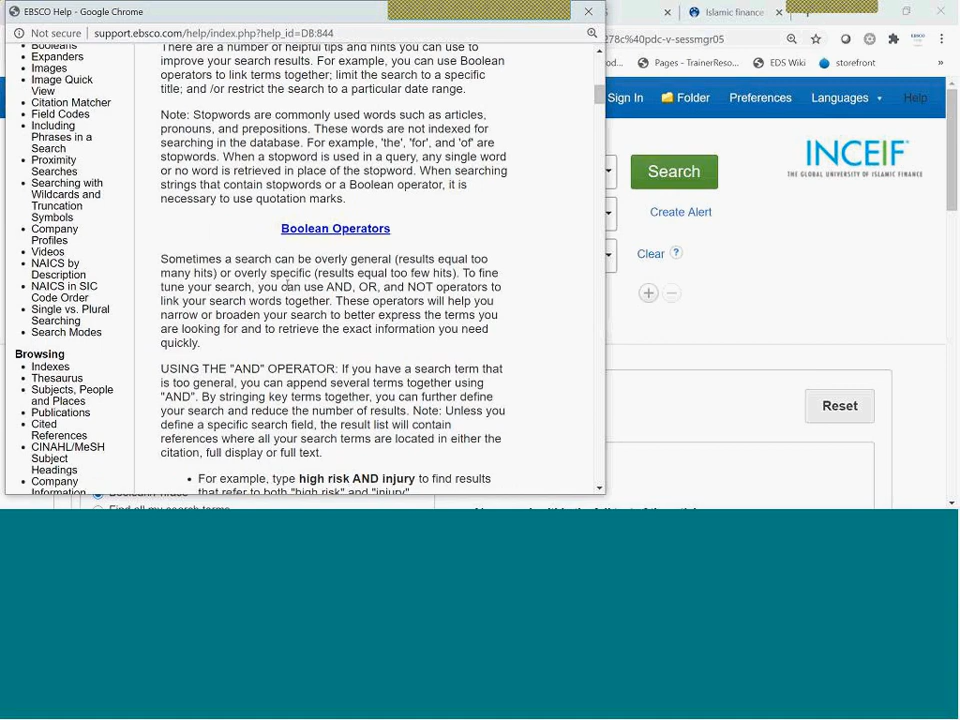 EBSCO Help - Google Chrome
Not secure | support.ebsco.com/help/index.php?help_id=DB:844
Booleans
Expanders
Images
Image Quick
View
Citation Matcher
Field Codes
Including
Phrases in a
Search
Proximity
Searches
Searching with
Wildcards and
Truncation
Symbols
Company
Profiles
Videos
NAICS by
Description
NAICS in SIC
Code Order
Single vs. Plural
Searching
Search Modes
Browsing
Indexes
Thesaurus
Subjects, People
and Places
Publications
Cited
References
CINAHL/MeSH
Subject
Headings
Company
Information
There are a number of helpful tips and hints you can use to
improve your search results. For example, you can use Boolean
operators to link terms together; limit the search to a specific
title; and /or restrict the search to a particular date range.
Note: Stopwords are commonly used words such as articles,
pronouns, and prepositions. These words are not indexed for
searching in the database. For example, 'the', 'for', and 'of' are
stopwords. When a stopword is used in a query, any single word
or no word is retrieved in place of the stopword. When searching
strings that contain stopwords or a Boolean operator, it is
necessary to use quotation marks.
Boolean Operators
Sometimes a search can be overly general (results equal too
many hits) or overly specific (results equal too few hits). To fine
tune your search, you can use AND, OR, and NOT operators to
link your search words together. These operators will help you
narrow or broaden your search to better express the terms you
are looking for and to retrieve the exact information you need
quickly.
USING THE "AND" OPERATOR: If you have a search term that
is too general, you can append several terms together using
"AND". By stringing key terms together, you can further define
your search and reduce the number of results. Note: Unless you
define a specific search field, the result list will contain
references where all your search terms are located in either the
citation, full display or full text.
For example, type high risk AND injury to find results
that refer to both "high risk" and "injury".
Islamic finance
278c%40pdc-v-sessmgr05
Pages - TrainerReso...
EDS Wiki
storefront
»
Sign In
Folder
Preferences
Languages
Help
Search
INCEIF
THE GLOBAL UNIVERSITY OF ISLAMIC FINANCE
Create Alert
Clear
Reset
Find all my search terms